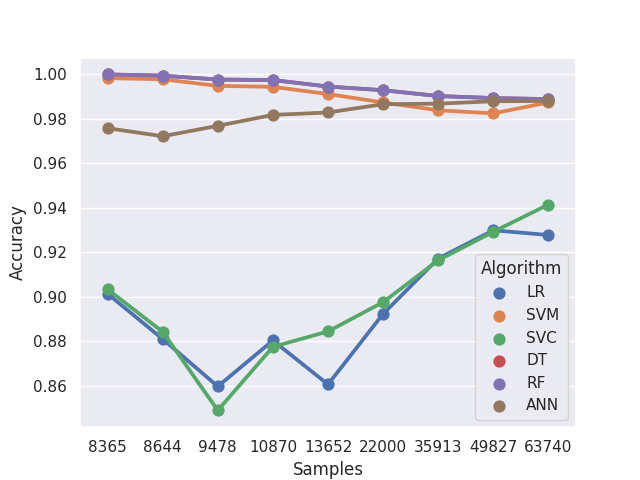 1.00
0.98
0.96
0.94
0.92
0.90
0.88
0.86
Accuracy
Algorithm
LR
SVM
SVC
DT
RF
ANN
8365 8644 9478 10870 13652 22000 35913 49827 63740
Samples